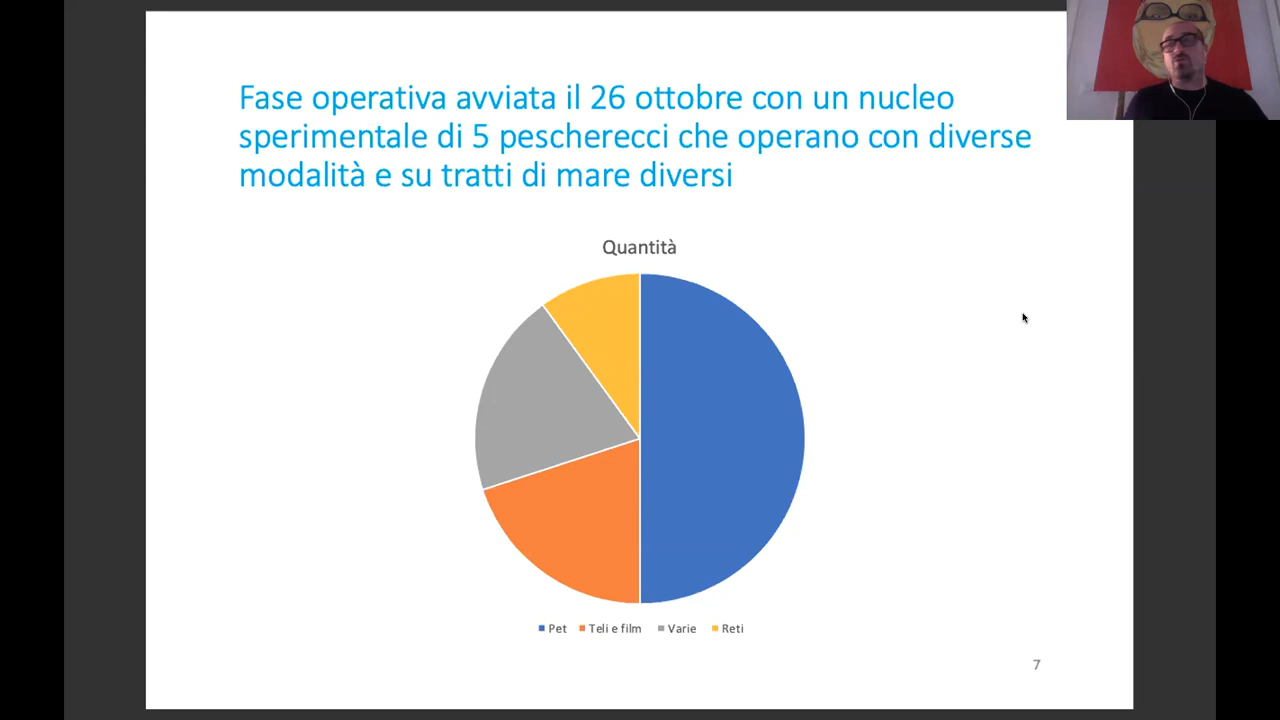 Fase operativa avviata il 26 ottobre con un nucleo
sperimentale di 5 pescherecci che operano con diverse
modalità e su tratti di mare diversi
Quantità
Pet Teli e film Varie Reti
7